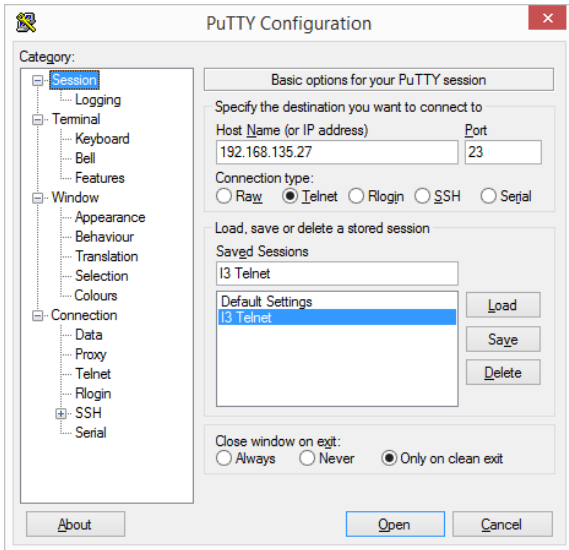 PuTTY Configuration
Category:
Session
Logging
Terminal
Keyboard
Bell
Features
Window
Appearance
Behaviour
Translation
Selection
Colours
Connection
Data
Proxy
Telnet
Rlogin
SSH
Serial
Basic options for your PuTTY session
Specify the destination you want to connect to
Host Name (or IP address) Port
192.168.135.27 23
Connection type:
Raw Telnet Rlogin SSH Serial
Load, save or delete a stored session
Saved Sessions
I3 Telnet
Default Settings
I3 Telnet
Load
Save
Delete
Close window on exit:
Always Never Only on clean exit
About Open Cancel